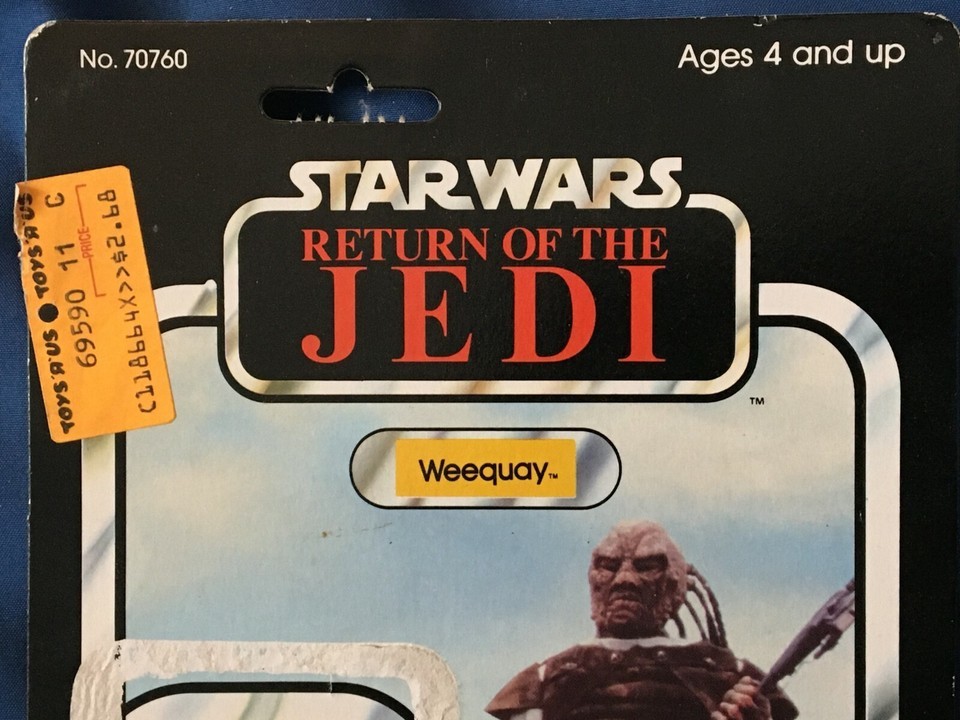 No. 70760
Ages 4 and up
STAR WARS
RETURN OF THE
JEDI
TM
Weequay™
TOYS"R"US TOYS"R"US
69590 11 C
PRICE
C118664X>>$2.68